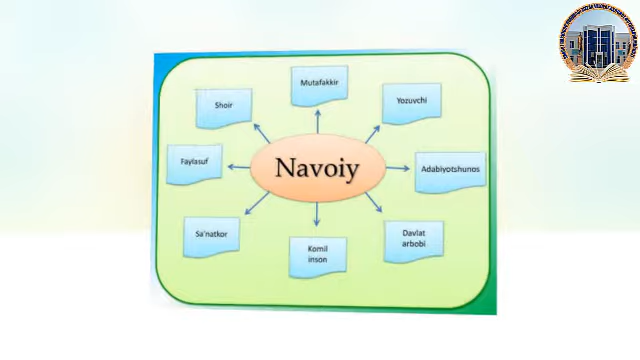 Mutafakkir
Shoir
Yozuvchi
Faylasuf
Navoiy
Adabiyotshunos
Sa'natkor
Komil
inson
Davlat
arbobi